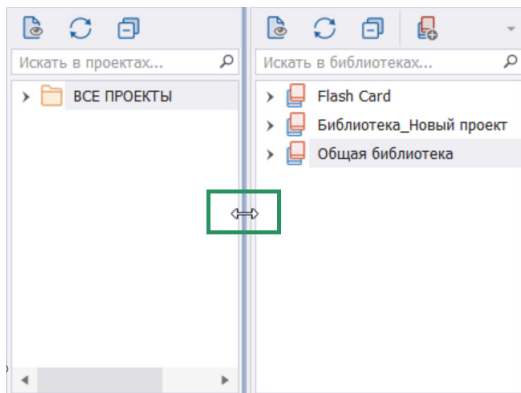 Искать в проектах...
ВСЕ ПРОЕКТЫ
Искать в библиотеках...
Flash Card
Библиотека_Новый проект
Общая библиотека